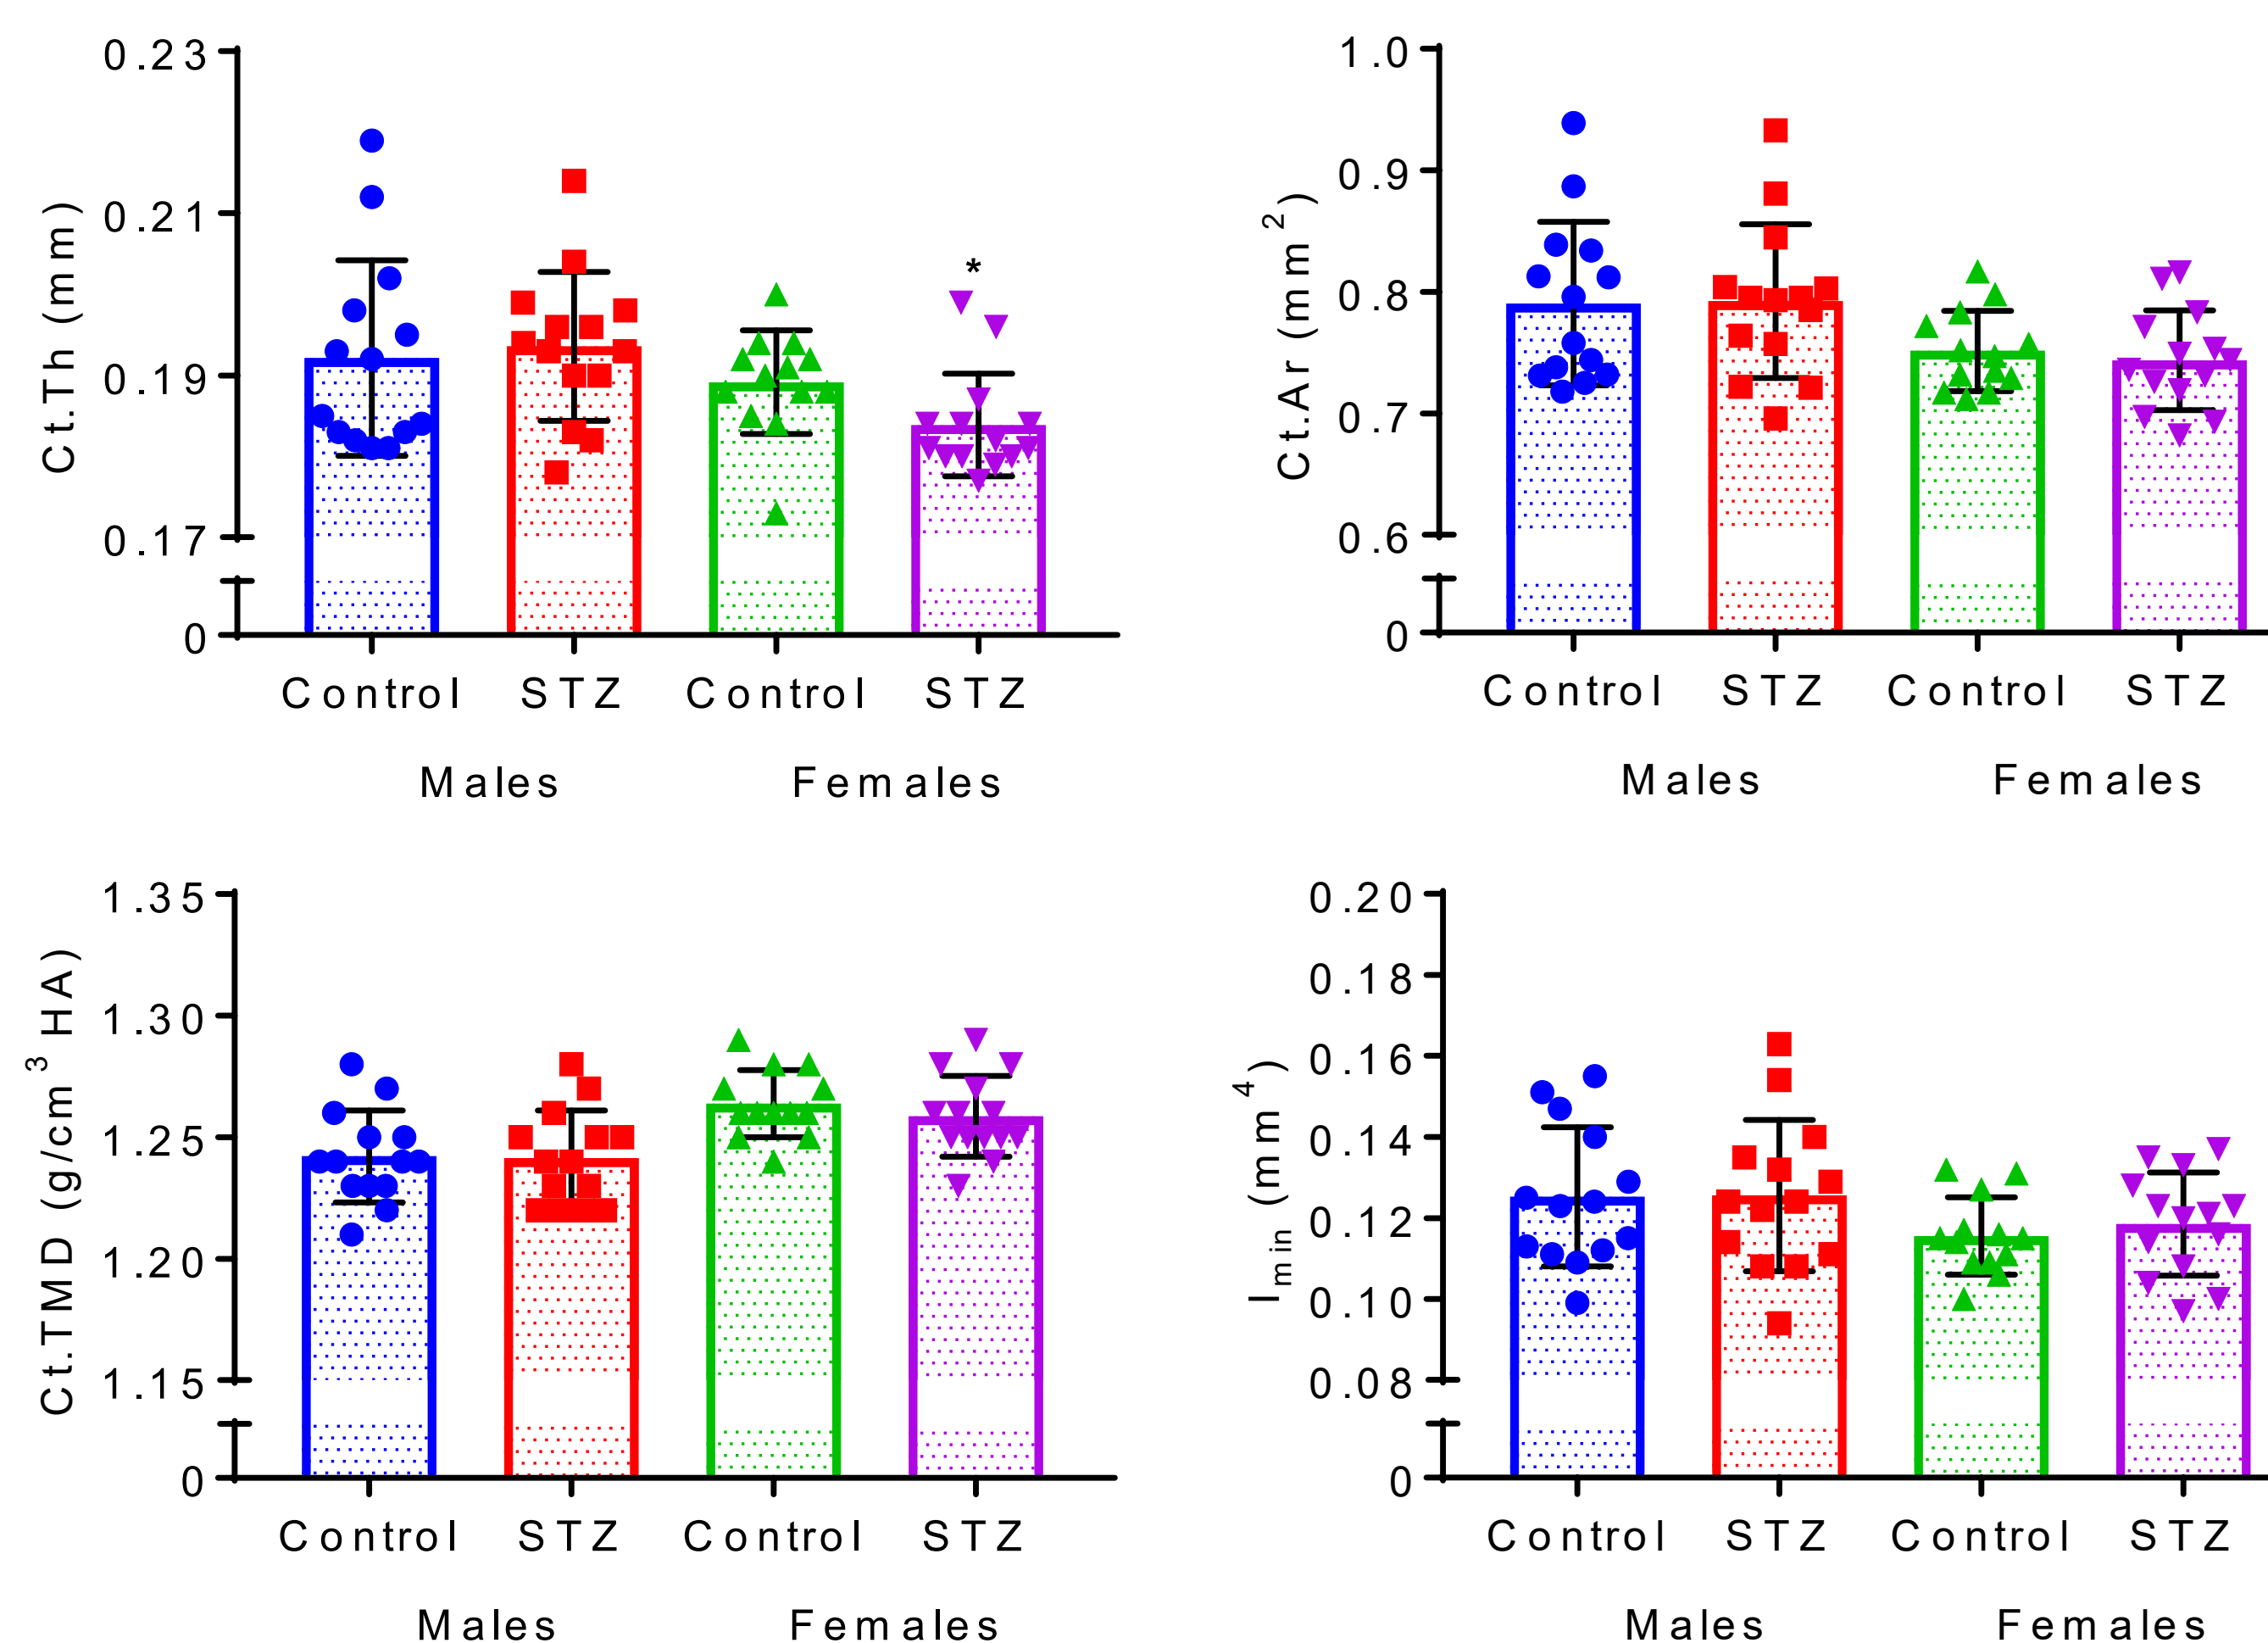 Ct.Th (mm)
0.23
0.21
0.19
0.17
0
*
Control STZ Control STZ
Males Females
Ct.Ar (mm²)
1.0
0.9
0.8
0.7
0.6
0
Control STZ Control STZ
Males Females
Ct.TMD (g/cm³ HA)
1.35
1.30
1.25
1.20
1.15
0
Control STZ Control STZ
Males Females
Imin (mm⁴)
0.20
0.18
0.16
0.14
0.12
0.10
0.08
0
Control STZ Control STZ
Males Females